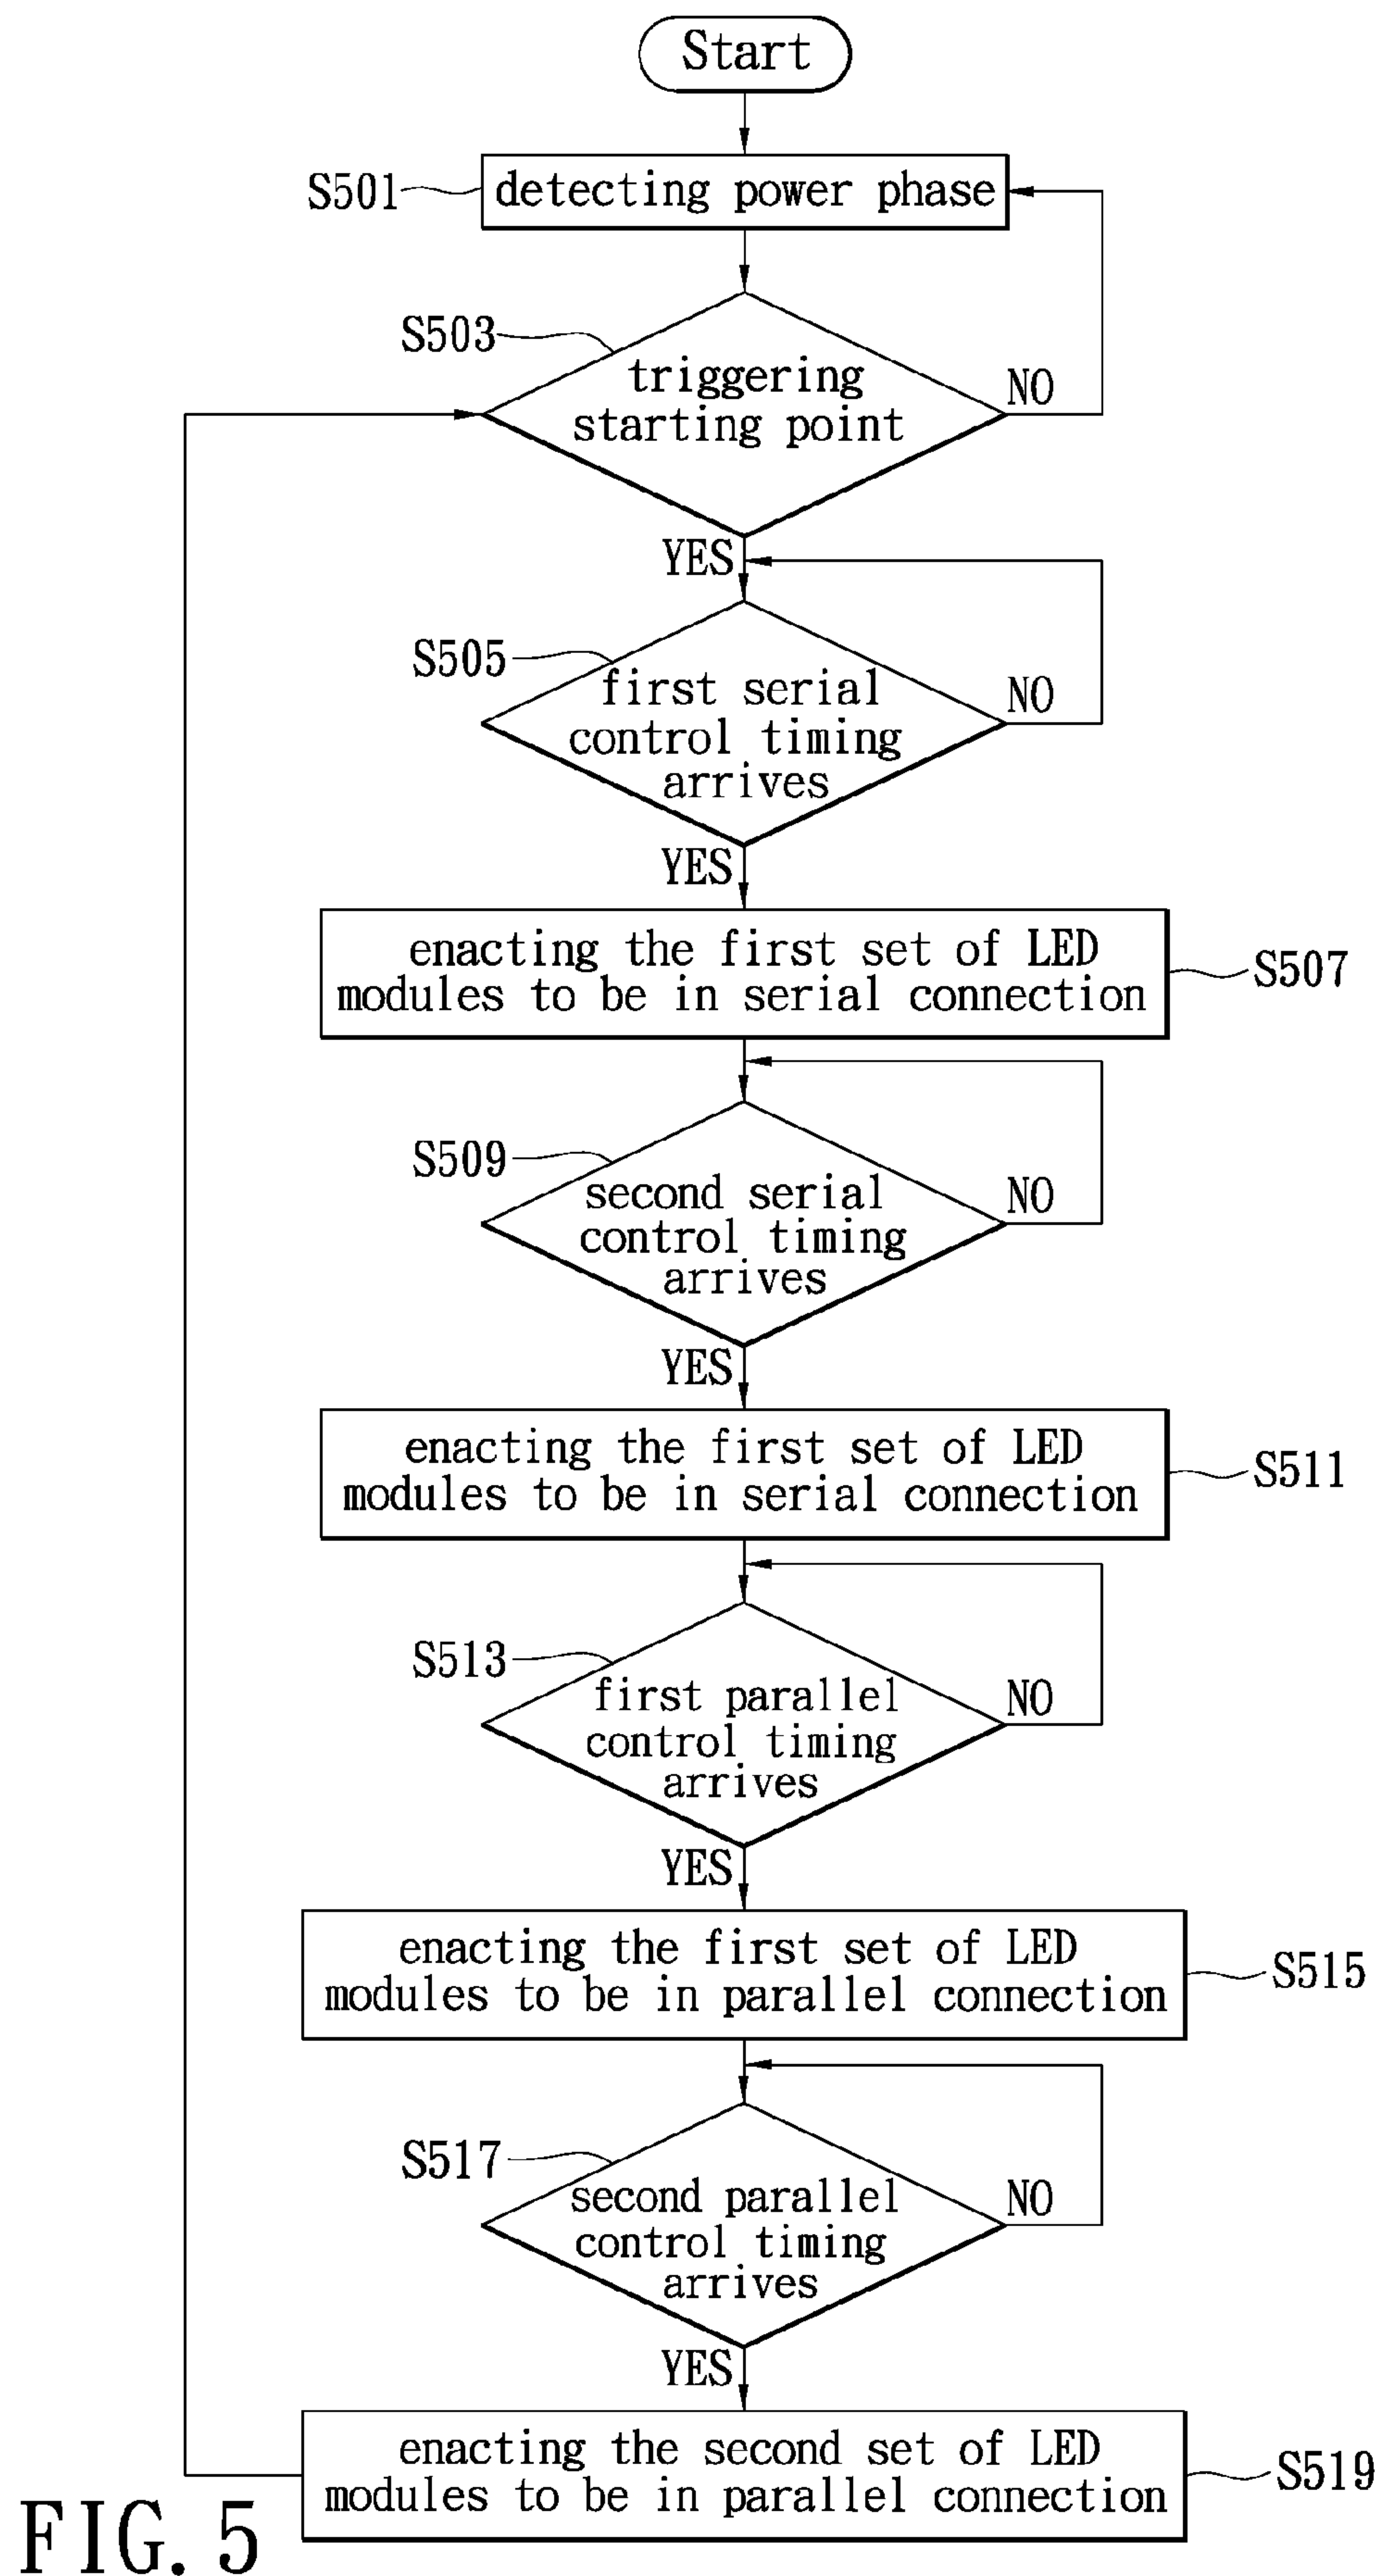 Start
S501
detecting power phase
S503
triggering
starting point
NO
YES
S505
first serial
control timing
arrives
NO
YES
enacting the first set of LED
modules to be in serial connection
S507
S509
second serial
control timing
arrives
NO
YES
enacting the first set of LED
modules to be in serial connection
S511
S513
first parallel
control timing
arrives
NO
YES
enacting the first set of LED
modules to be in parallel connection
S515
S517
second parallel
control timing
arrives
NO
YES
enacting the second set of LED
modules to be in parallel connection
S519
FIG. 5